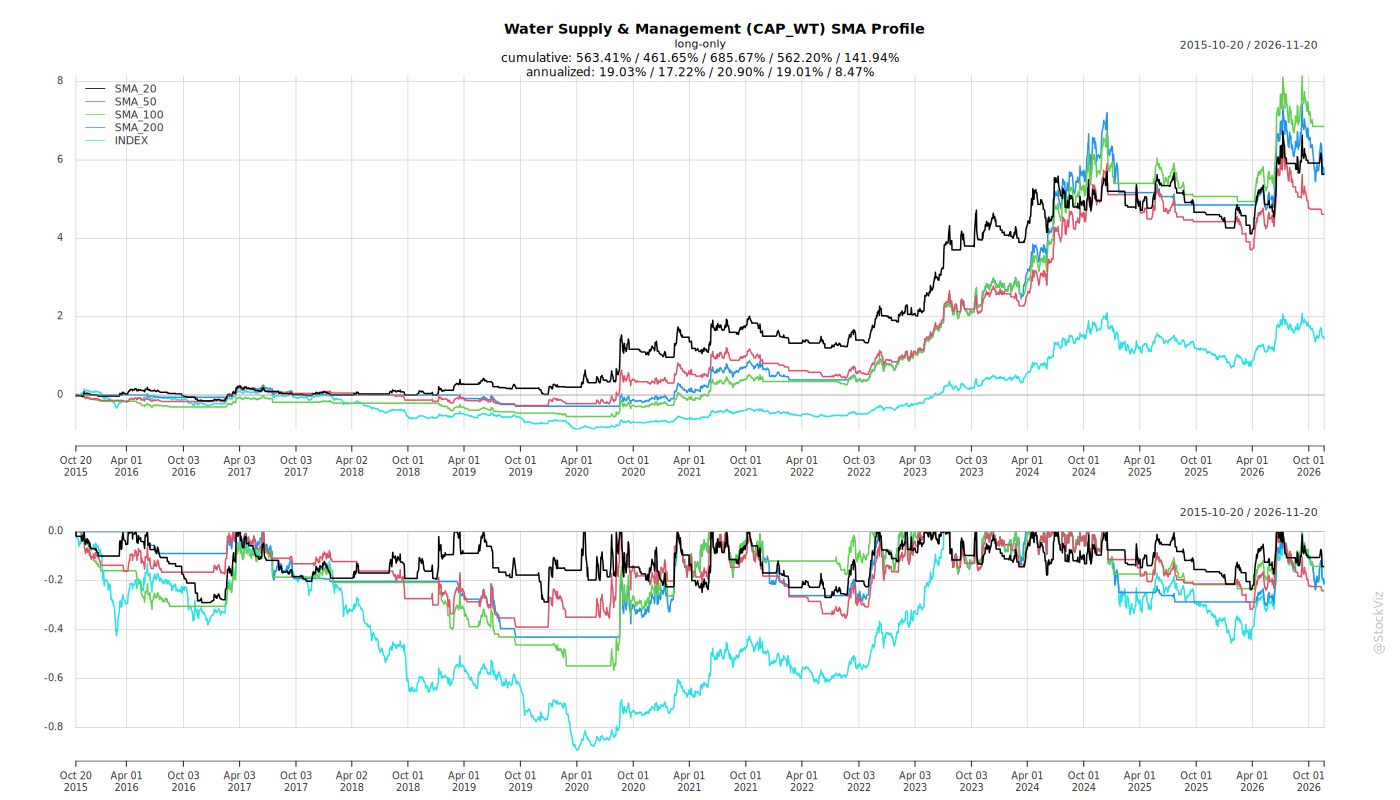 Water Supply & Management (CAP_WT) SMA Profile
long-only
2015-10-20 / 2026-11-20
cumulative: 563.41% / 461.65% / 685.67% / 562.20% / 141.94%
annualized: 19.03% / 17.22% / 20.90% / 19.01% / 8.47%
8
6
4
2
0
SMA_20
SMA_50
SMA_100
SMA_200
INDEX
Oct 20 Apr 01 Oct 03 Apr 03 Oct 03 Apr 02 Oct 01 Apr 01 Oct 01 Apr 01 Oct 01 Apr 01 Oct 01 Apr 01 Oct 03 Apr 03 Oct 03 Apr 01 Oct 01 Apr 01 Oct 01 Apr 01 Oct 01
2015 2016 2016 2017 2017 2018 2018 2019 2019 2020 2020 2021 2021 2022 2022 2023 2023 2024 2024 2025 2025 2026 2026
2015-10-20 / 2026-11-20
0.0
-0.2
-0.4
-0.6
-0.8
Oct 20 Apr 01 Oct 03 Apr 03 Oct 03 Apr 02 Oct 01 Apr 01 Oct 01 Apr 01 Oct 01 Apr 01 Oct 01 Apr 01 Oct 03 Apr 03 Oct 03 Apr 01 Oct 01 Apr 01 Oct 01 Apr 01 Oct 01
2015 2016 2016 2017 2017 2018 2018 2019 2019 2020 2020 2021 2021 2022 2022 2023 2023 2024 2024 2025 2025 2026 2026
@StockViz